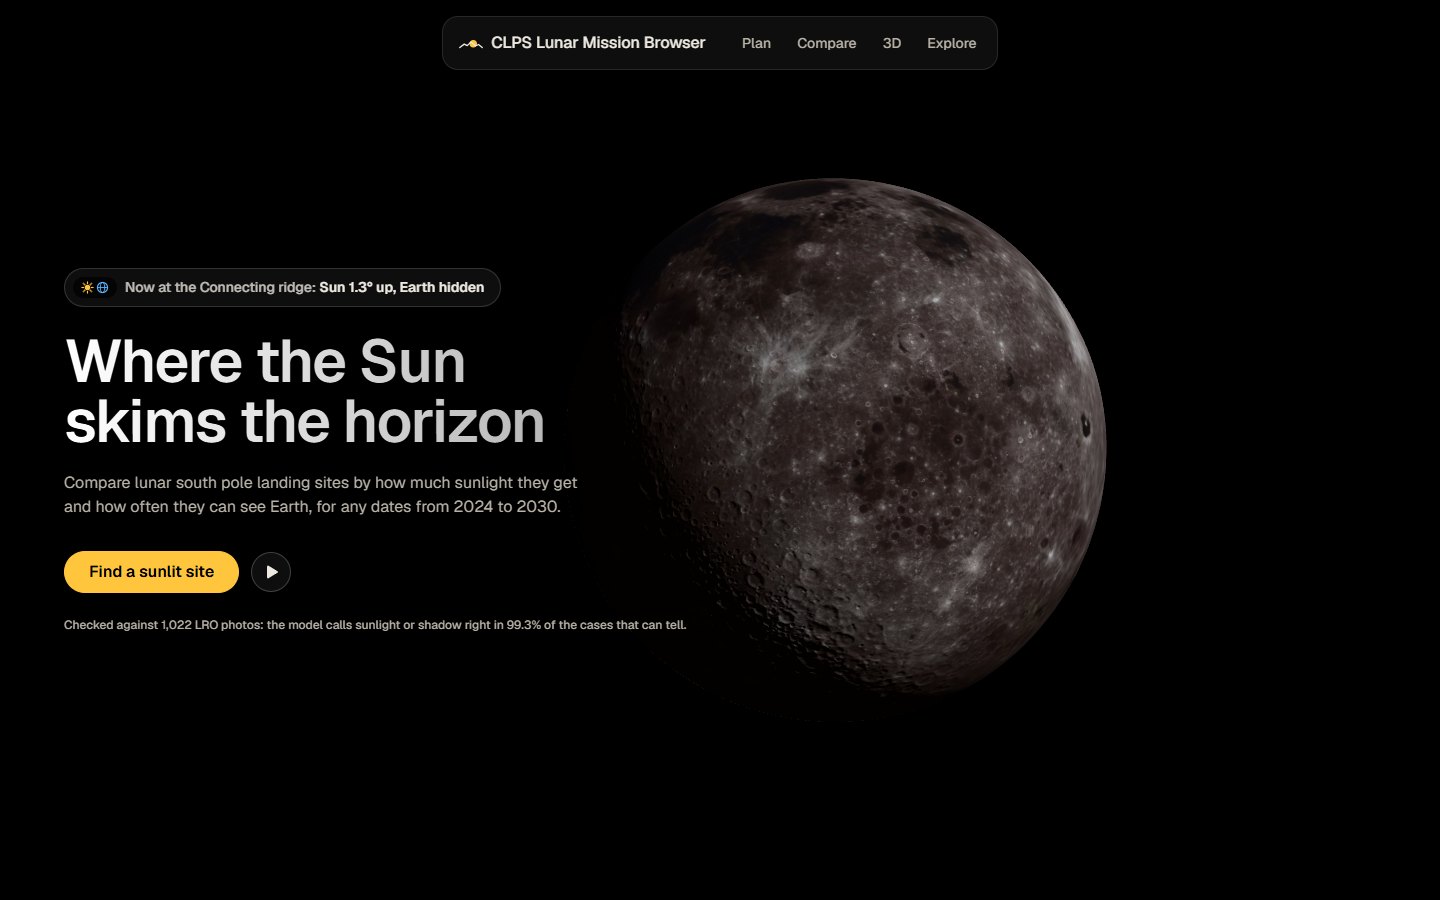 CLPS Lunar Mission Browser Plan Compare 3D Explore
Now at the Connecting ridge: Sun 1.3° up, Earth hidden
Where the Sun
skims the horizon
Compare lunar south pole landing sites by how much sunlight they get
and how often they can see Earth, for any dates from 2024 to 2030.
Find a sunlit site
Checked against 1,022 LRO photos: the model calls sunlight or shadow right in 99.3% of the cases that can tell.